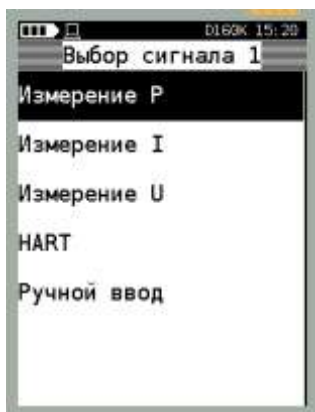 D160K 15:20
Выбор сигнала 1
Измерение P
Измерение I
Измерение U
HART
Ручной ввод